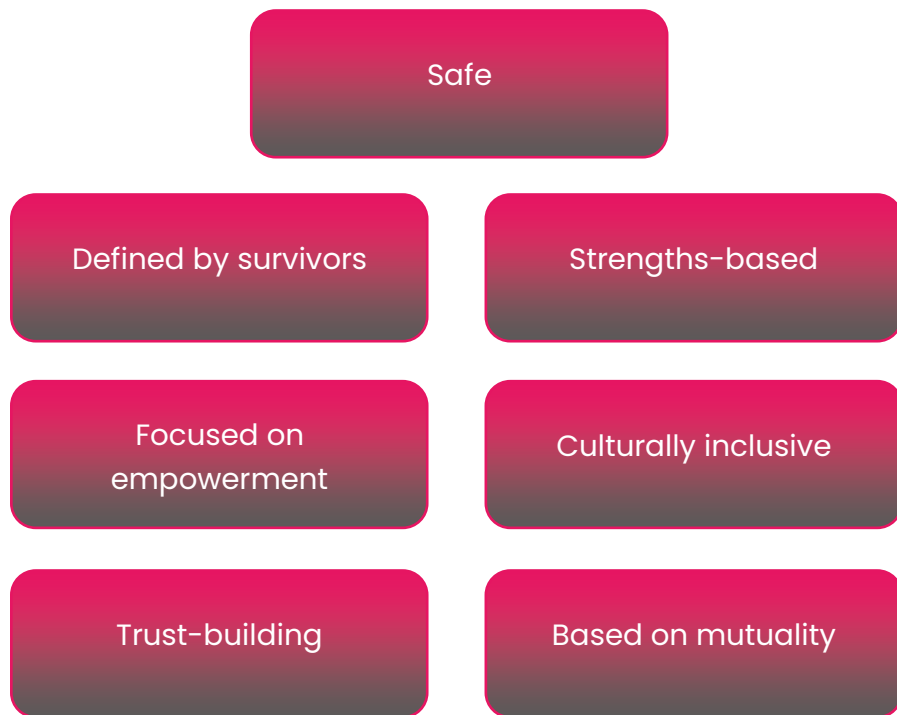 Safe
Defined by survivors
Strengths-based
Focused on
empowerment
Culturally inclusive
Trust-building
Based on mutuality